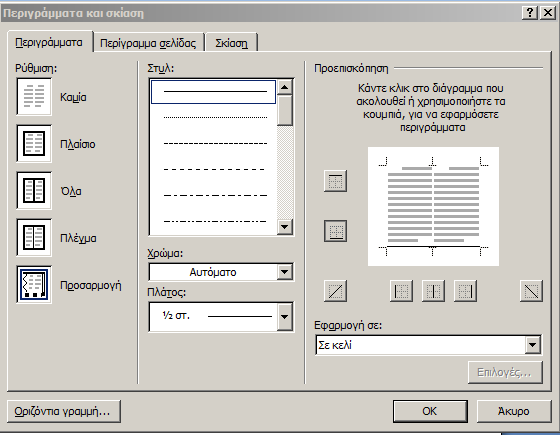 Περιγράμματα και σκίαση
Περιγράμματα
Περίγραμμα σελίδας
Σκίαση
Ρύθμιση:
Καμία
Πλαίσιο
Όλα
Πλέγμα
Προσαρμογή
Στυλ:
Χρώμα:
Αυτόματο
Πλάτος:
½ στ.
Προεπισκόπηση
Κάντε κλικ στο διάγραμμα που
ακολουθεί ή χρησιμοποιήστε τα
κουμπιά, για να εφαρμόσετε
περιγράμματα
Εφαρμογή σε:
Σε κελί
Επιλογές...
Οριζόντια γραμμή...
OK
Άκυρο